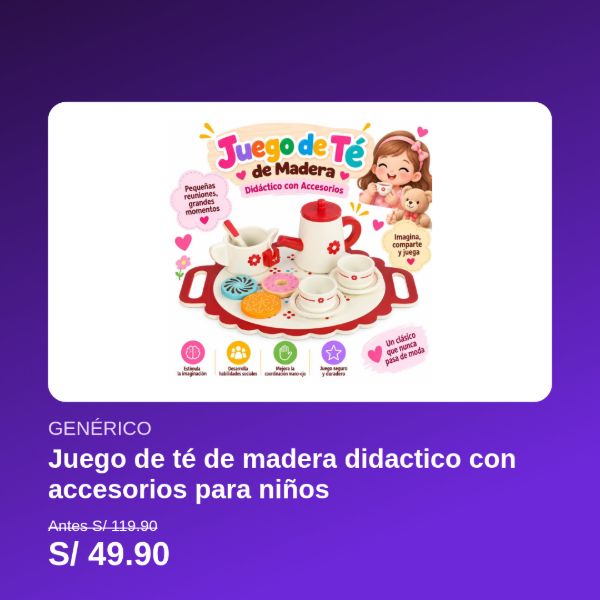 Juego de Té
de Madera
Didáctico con Accesorios
Pequeñas
reuniones,
grandes
momentos
Imagina,
comparte
y juega
Un clásico
que nunca
pasa de moda
Estimula
la imaginación
Desarrolla
habilidades sociales
Mejora la
coordinación mano-ojo
Juego seguro
y duradero
GENÉRICO
Juego de té de madera didactico con
accesorios para niños
Antes S/ 119.90
S/ 49.90